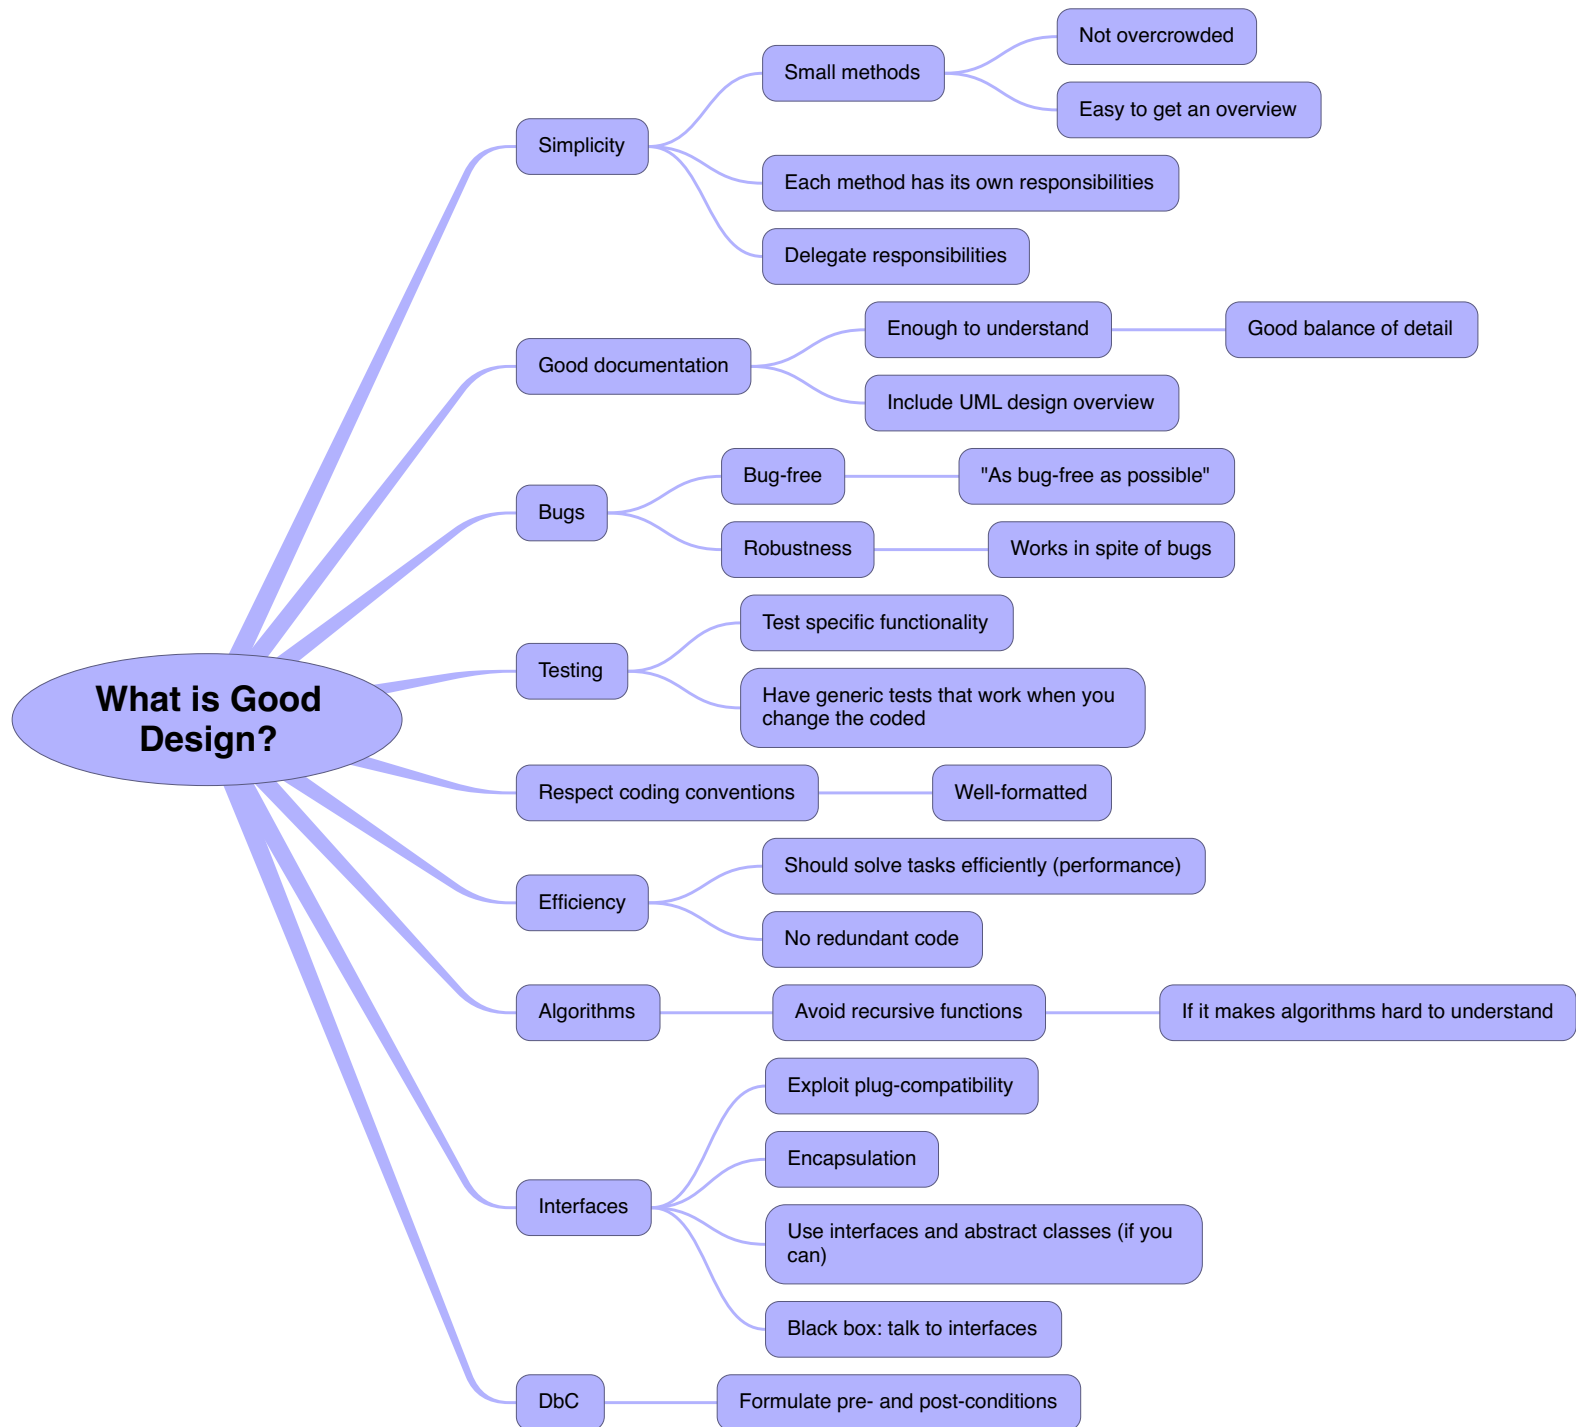 What is Good
Design?
Simplicity
Small methods
Not overcrowded
Easy to get an overview
Each method has its own responsibilities
Delegate responsibilities
Good documentation
Enough to understand
Good balance of detail
Include UML design overview
Bugs
Bug-free
"As bug-free as possible"
Robustness
Works in spite of bugs
Testing
Test specific functionality
Have generic tests that work when you
change the coded
Respect coding conventions
Well-formatted
Efficiency
Should solve tasks efficiently (performance)
No redundant code
Algorithms
Avoid recursive functions
If it makes algorithms hard to understand
Interfaces
Exploit plug-compatibility
Encapsulation
Use interfaces and abstract classes (if you
can)
Black box: talk to interfaces
DbC
Formulate pre- and post-conditions